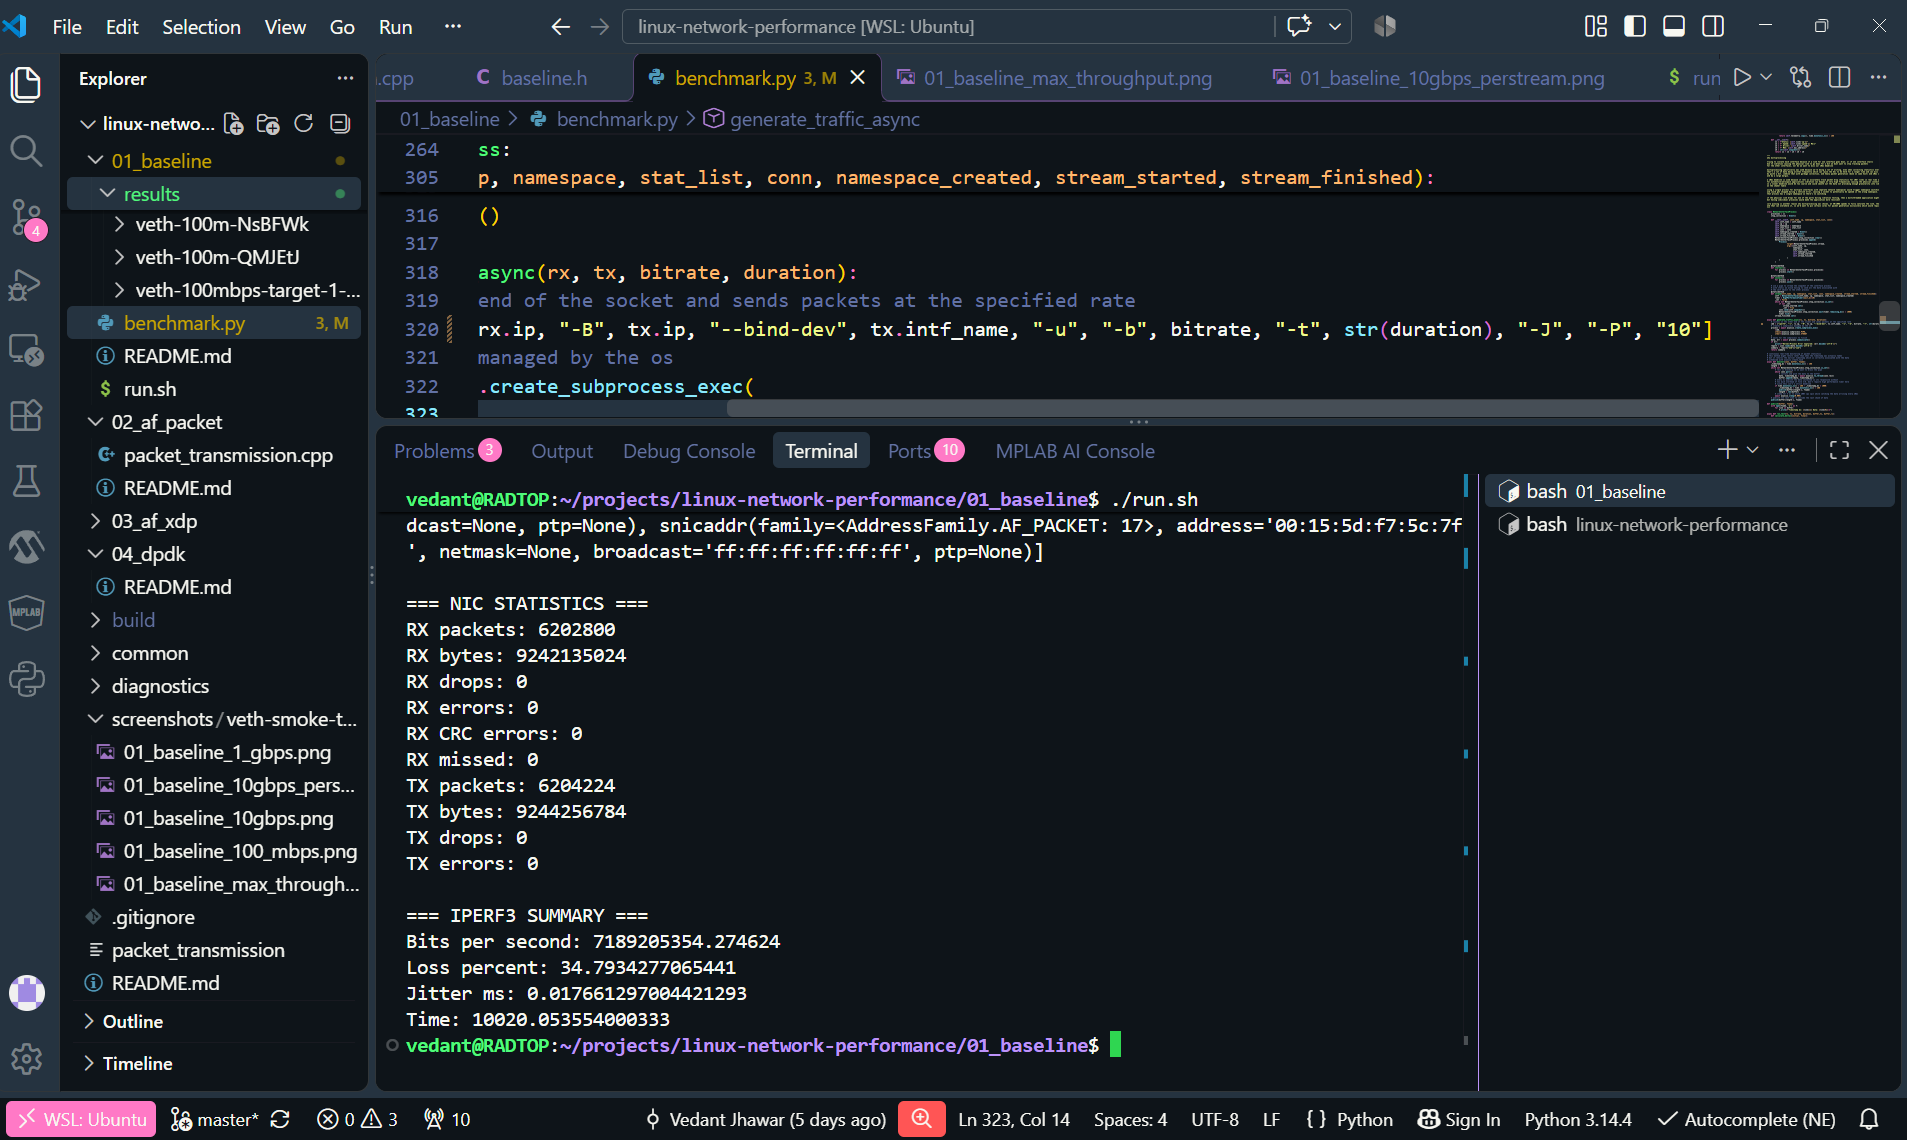 File Edit Selection View Go Run ···
linux-network-performance [WSL: Ubuntu]
Explorer
linux-netwo...
01_baseline
results
veth-100m-NsBFWk
veth-100m-QMJEtJ
veth-100mbps-target-1-...
benchmark.py 3, M
README.md
$ run.sh
02_af_packet
packet_transmission.cpp
README.md
03_af_xdp
04_dpdk
README.md
build
common
diagnostics
screenshots/veth-smoke-t...
01_baseline_1_gbps.png
01_baseline_10gbps_pers...
01_baseline_10gbps.png
01_baseline_100_mbps.png
01_baseline_max_through...
.gitignore
packet_transmission
README.md
Outline
Timeline
4
MPLAB
.cpp C baseline.h benchmark.py 3, M 01_baseline_max_throughput.png 01_baseline_10gbps_perstream.png $ run
01_baseline > benchmark.py > generate_traffic_async
264 ss:
305 p, namespace, stat_list, conn, namespace_created, stream_started, stream_finished):
316 ()
317
318 async(rx, tx, bitrate, duration):
319 end of the socket and sends packets at the specified rate
320 rx.ip, "-B", tx.ip, "--bind-dev", tx.intf_name, "-u", "-b", bitrate, "-t", str(duration), "-J", "-P", "10"]
321 managed by the os
322 .create_subprocess_exec(
323
Problems 3 Output Debug Console Terminal Ports 10 MPLAB AI Console
vedant@RADTOP:~/projects/linux-network-performance/01_baseline$ ./run.sh
dcast=None, ptp=None), snicaddr(family=<AddressFamily.AF_PACKET: 17>, address='00:15:5d:f7:5c:7f
', netmask=None, broadcast='ff:ff:ff:ff:ff:ff', ptp=None)]
=== NIC STATISTICS ===
RX packets: 6202800
RX bytes: 9242135024
RX drops: 0
RX errors: 0
RX CRC errors: 0
RX missed: 0
TX packets: 6204224
TX bytes: 9244256784
TX drops: 0
TX errors: 0
=== IPERF3 SUMMARY ===
Bits per second: 7189205354.274624
Loss percent: 34.7934277065441
Jitter ms: 0.017661297004421293
Time: 10020.053554000333
vedant@RADTOP:~/projects/linux-network-performance/01_baseline$
bash 01_baseline
bash linux-network-performance
WSL: Ubuntu master* 0 3 10 Vedant Jhawar (5 days ago) Ln 323, Col 14 Spaces: 4 UTF-8 LF { } Python Sign In Python 3.14.4 Autocomplete (NE)